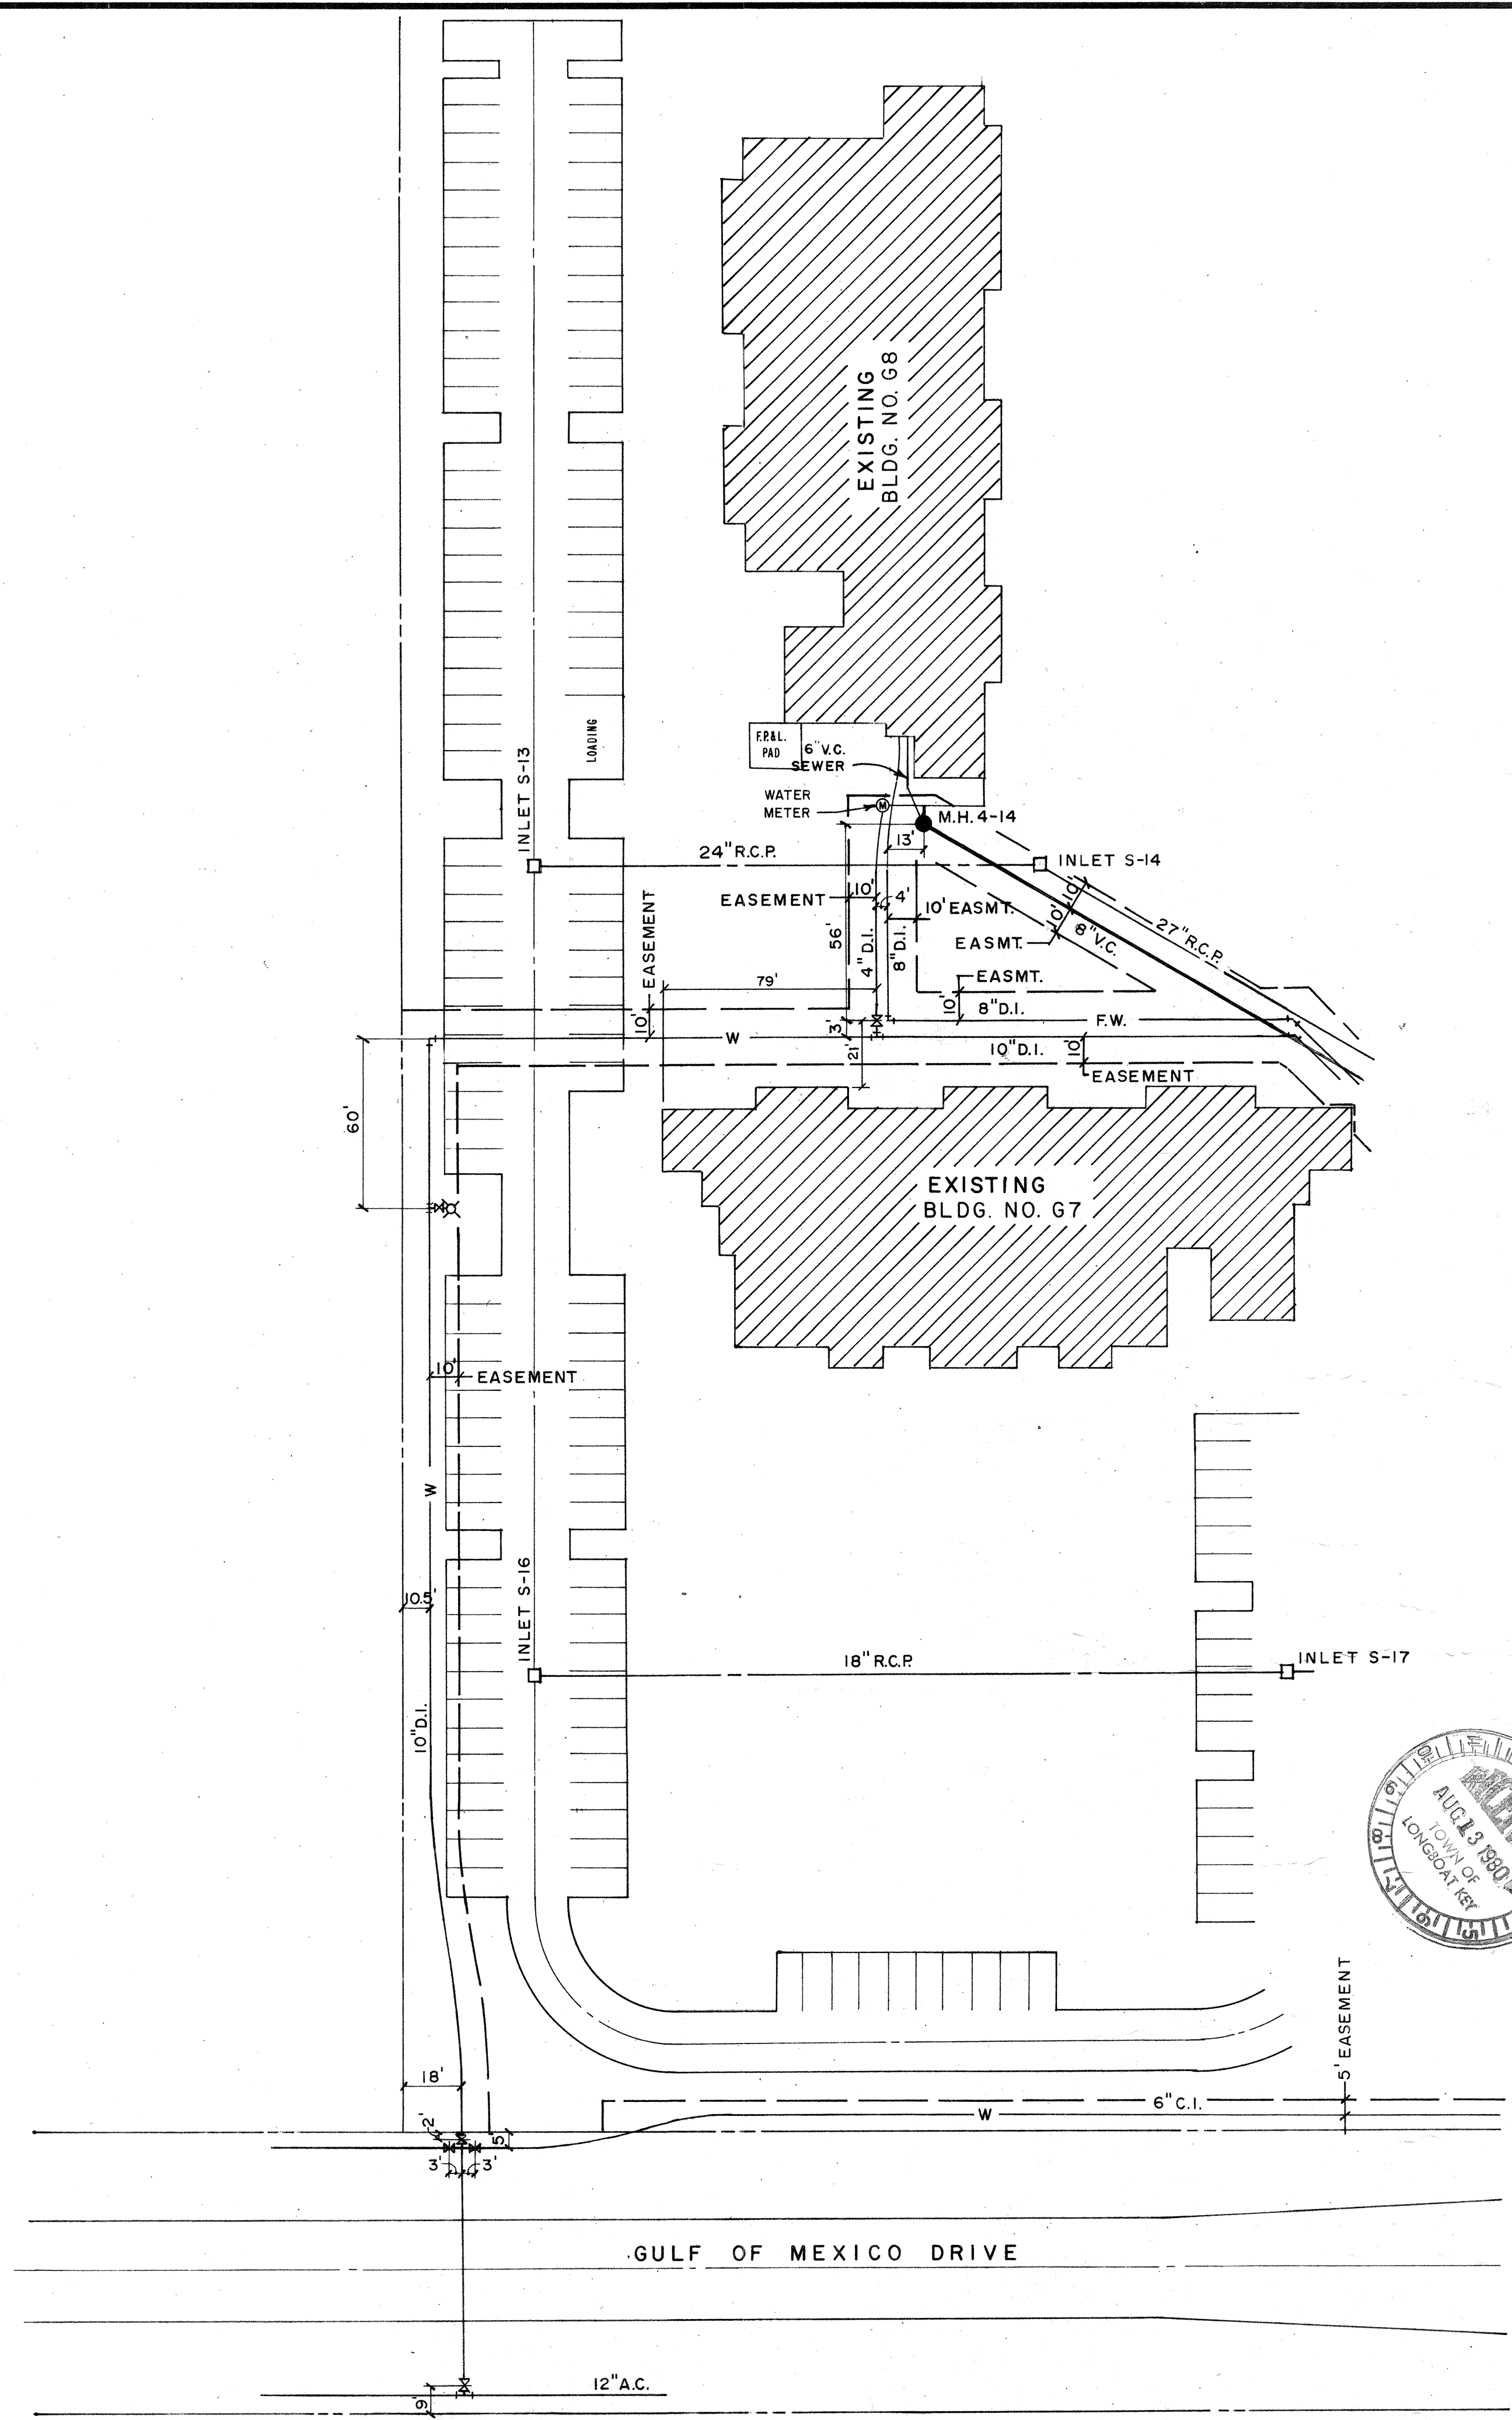 EXISTING
BLDG. NO. G8
LOADING
INLET S-13
F.P.&L.
PAD
6" V.C.
SEWER
WATER
METER
M
M.H. 4-14
13'
24" R.C.P.
INLET S-14
EASEMENT
10'
4'
10' EASMT.
10'
10'
EASMT.
8" V.C.
27" R.C.P.
EASEMENT
56'
4" D.I.
8" D.I.
79'
EASMT.
10'
8" D.I.
F.W.
10'
3'
W
21'
10" D.I.
10'
EASEMENT
60'
EXISTING
BLDG. NO. G7
10'
EASEMENT
W
10.5'
INLET S-16
18" R.C.P.
INLET S-17
10" D.I.
AUG 13 1980
TOWN OF
LONGBOAT KEY
5' EASEMENT
18'
6" C.I.
W
2'
5'
3'
3'
GULF OF MEXICO DRIVE
12" A.C.
9'